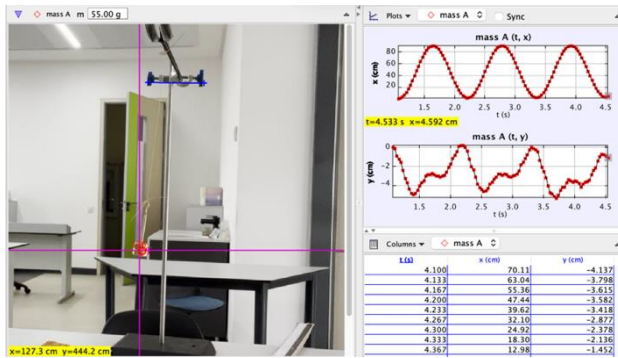 mass A m 55.00 g
x=127.3 cm y=444.2 cm
Plots mass A Sync
mass A (t, x)
x (cm)
80
60
40
20
1.5 2.0 2.5 3.0 3.5 4.0 4.5
t (s)
t=4.533 s x=4.592 cm
mass A (t, y)
y (cm)
0
-2
-4
1.5 2.0 2.5 3.0 3.5 4.0 4.5
t (s)
Columns mass A
t (s) x (cm) y (cm)
4.100 70.11 -4.137
4.133 63.04 -3.798
4.167 55.36 -3.615
4.200 47.44 -3.582
4.233 39.62 -3.418
4.267 32.10 -2.877
4.300 24.92 -2.378
4.333 18.30 -2.136
4.367 12.98 -1.452